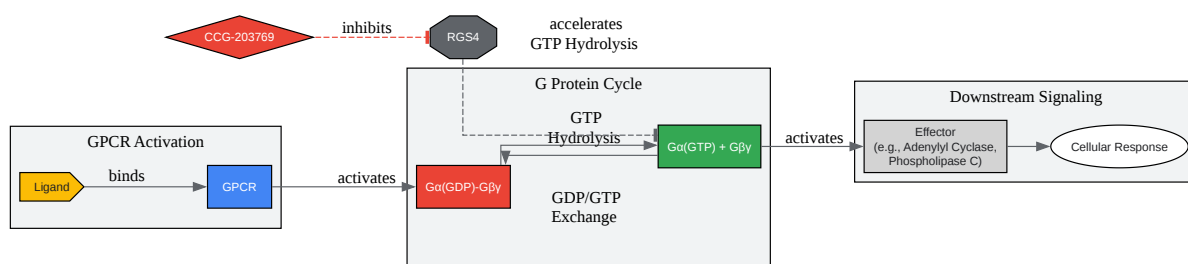 CCG-203769
inhibits
RGS4
accelerates
GTP Hydrolysis
G Protein Cycle
Downstream Signaling
GPCR Activation
GTP
Hydrolysis
Gα(GTP) + Gβγ
activates
Effector
(e.g., Adenylyl Cyclase,
Phospholipase C)
Cellular Response
Ligand
binds
GPCR
activates
Gα(GDP)-Gβγ
GDP/GTP
Exchange